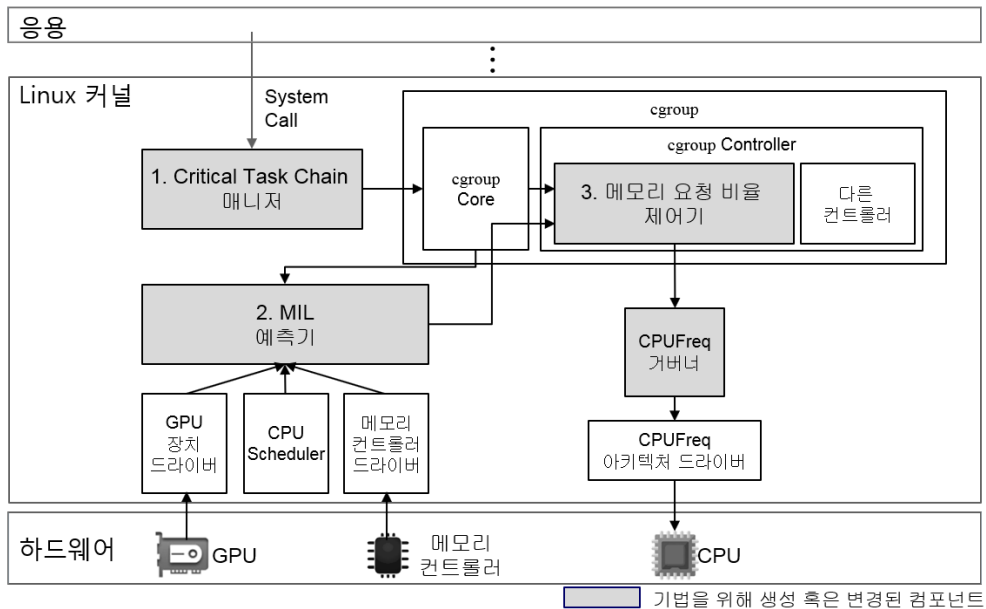 응용
Linux 커널
System
Call
cgroup
cgroup Controller
1. Critical Task Chain
매니저
cgroup
Core
3. 메모리 요청 비율
제어기
다른
컨트롤러
2. MIL
예측기
CPUFreq
거버너
GPU
장치
드라이버
CPU
Scheduler
메모리
컨트롤러
드라이버
CPUFreq
아키텍처 드라이버
하드웨어
GPU
메모리
컨트롤러
CPU
기법을 위해 생성 혹은 변경된 컴포넌트